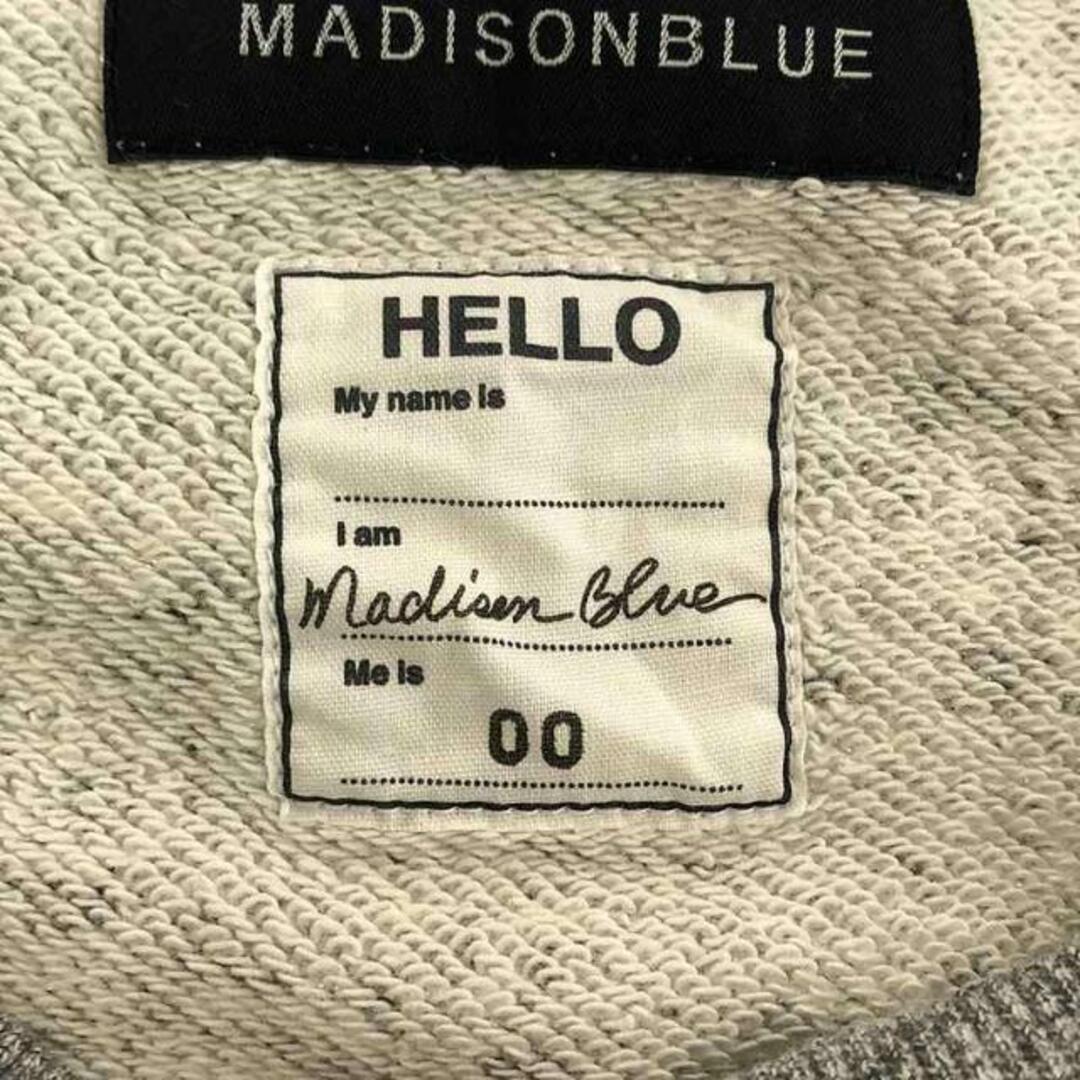 MADISONBLUE
HELLO
My name is
I am
Madison Blue
Me is
00